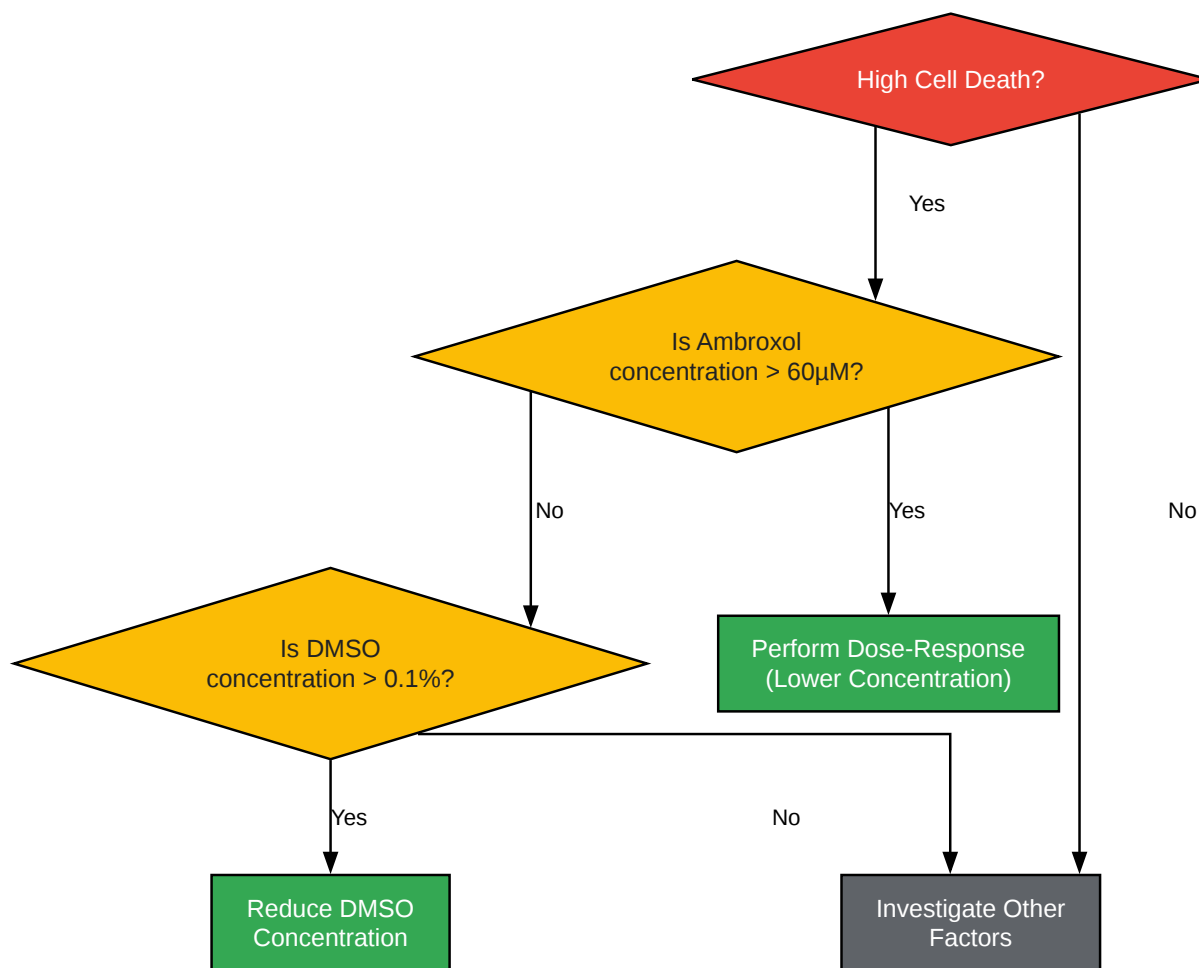 High Cell Death?
Yes
Is Ambroxol
concentration > 60µM?
No
Yes
No
Is DMSO
concentration > 0.1%?
Perform Dose-Response
(Lower Concentration)
Yes
No
Reduce DMSO
Concentration
Investigate Other
Factors